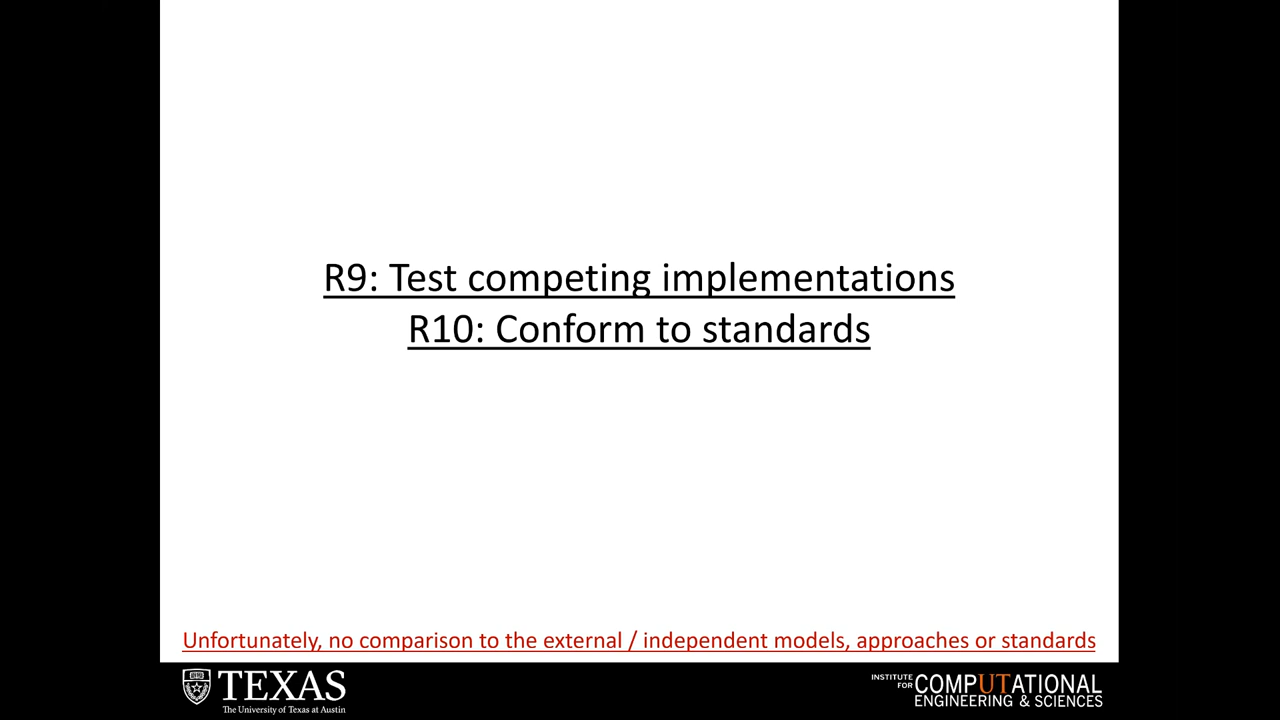 R9: Test competing implementations
R10: Conform to standards
Unfortunately, no comparison to the external / independent models, approaches or standards
TEXAS
The University of Texas at Austin
INSTITUTE
FOR
COMPUTATIONAL
ENGINEERING & SCIENCES